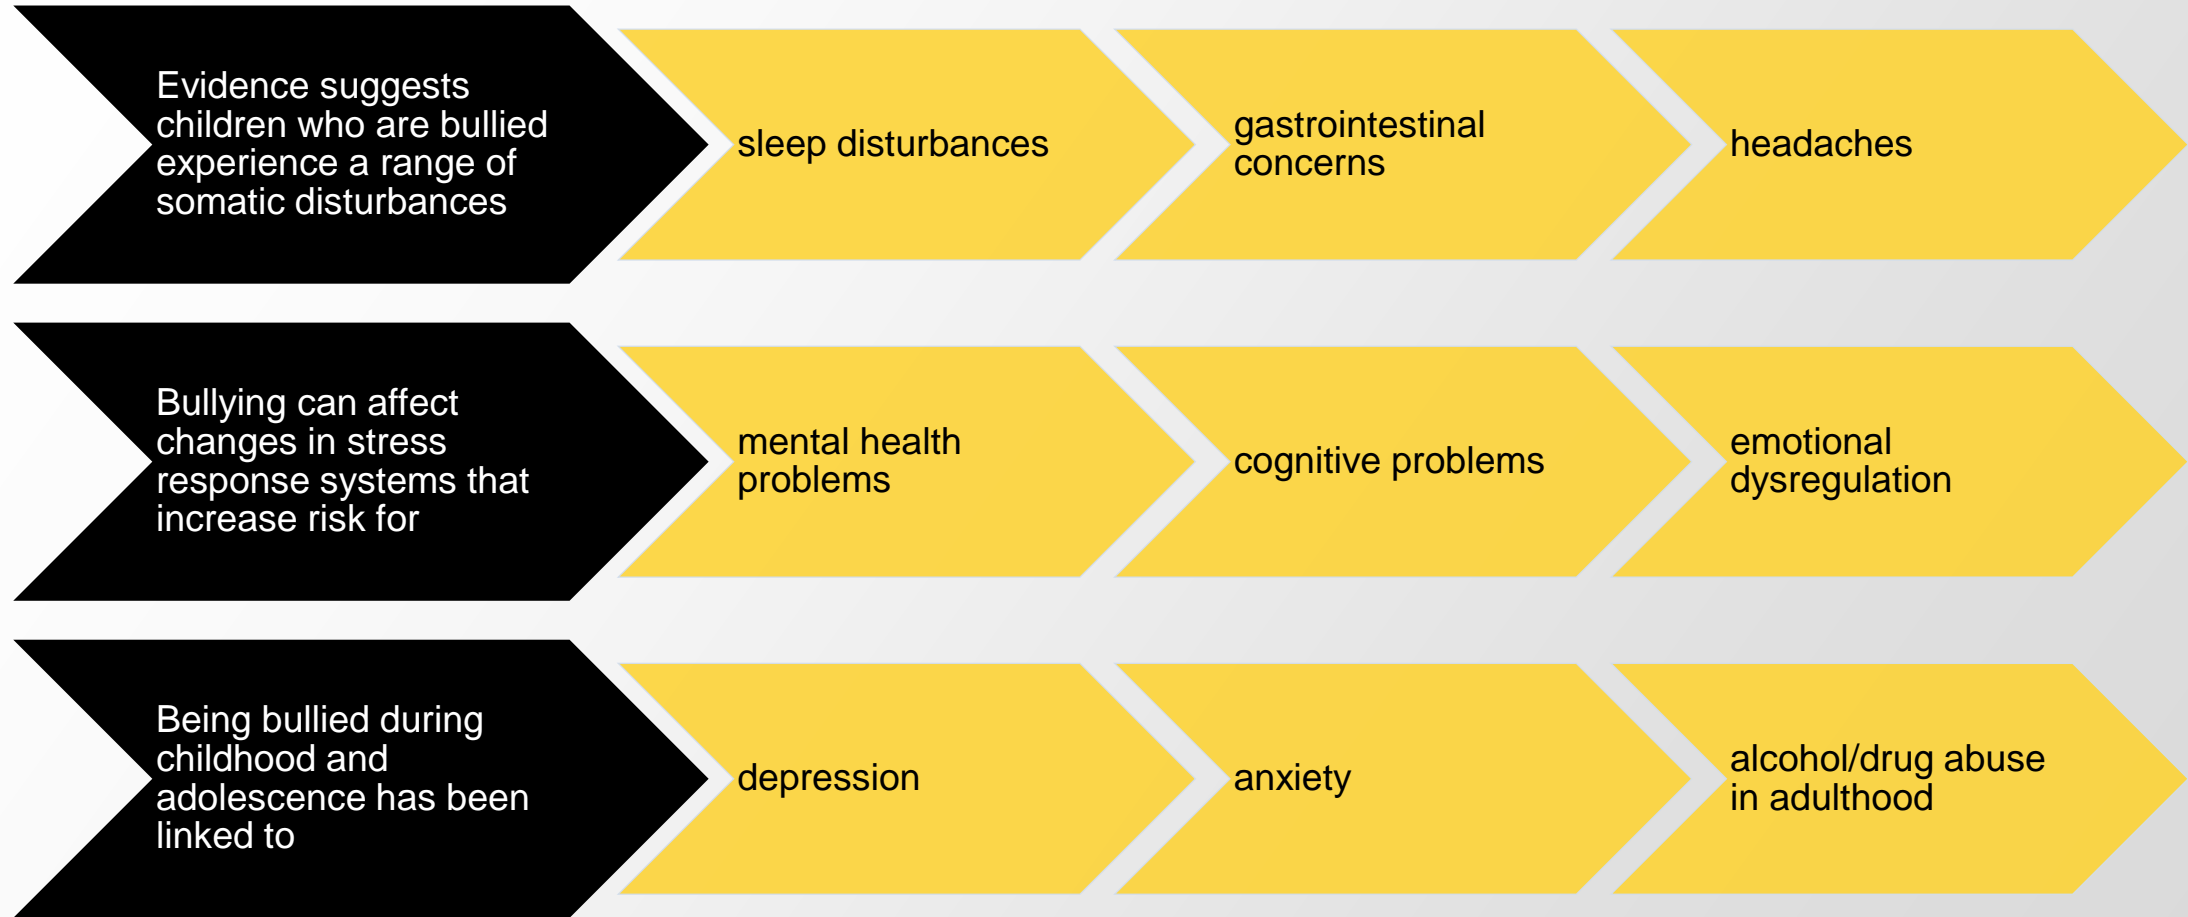 Evidence suggests
children who are bullied
experience a range of
somatic disturbances
sleep disturbances
gastrointestinal
concerns
headaches
Bullying can affect
changes in stress
response systems that
increase risk for
mental health
problems
cognitive problems
emotional
dysregulation
Being bullied during
childhood and
adolescence has been
linked to
depression
anxiety
alcohol/drug abuse
in adulthood